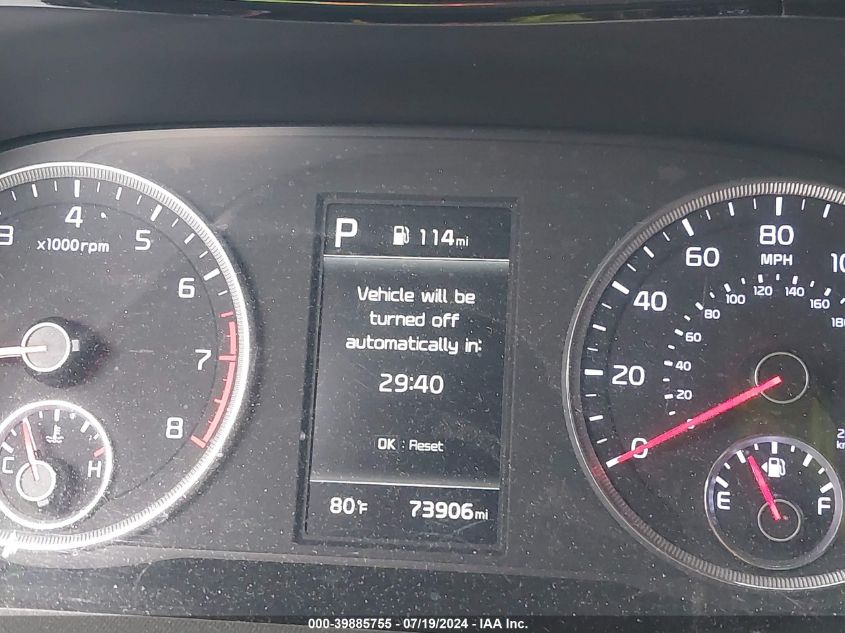 3 4 5 6 7 8
x1000rpm
C H
P 114mi
Vehicle will be
turned off
automatically in:
29:40
OK : Reset
80°F 73906mi
0 20 40 60 80
MPH
20 40 60 80 100 120 140 160 180
E F
000-39885755 - 07/19/2024 - IAA Inc.